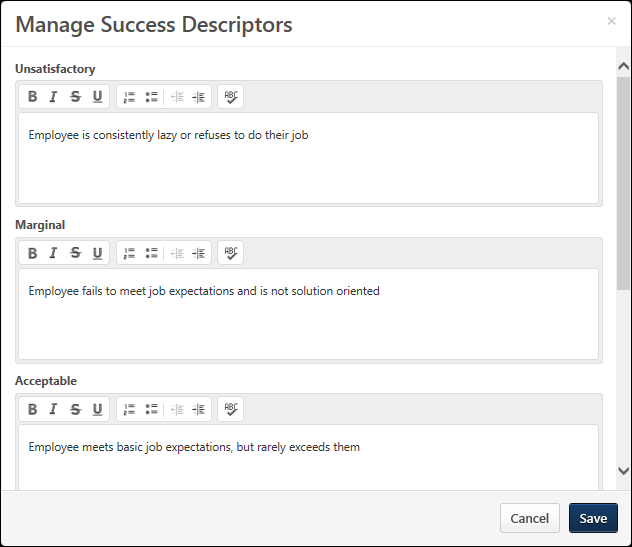 Manage Success Descriptors
×
Unsatisfactory
B I S U ABC
Employee is consistently lazy or refuses to do their job
Marginal
B I S U ABC
Employee fails to meet job expectations and is not solution oriented
Acceptable
B I S U ABC
Employee meets basic job expectations, but rarely exceeds them
Cancel Save